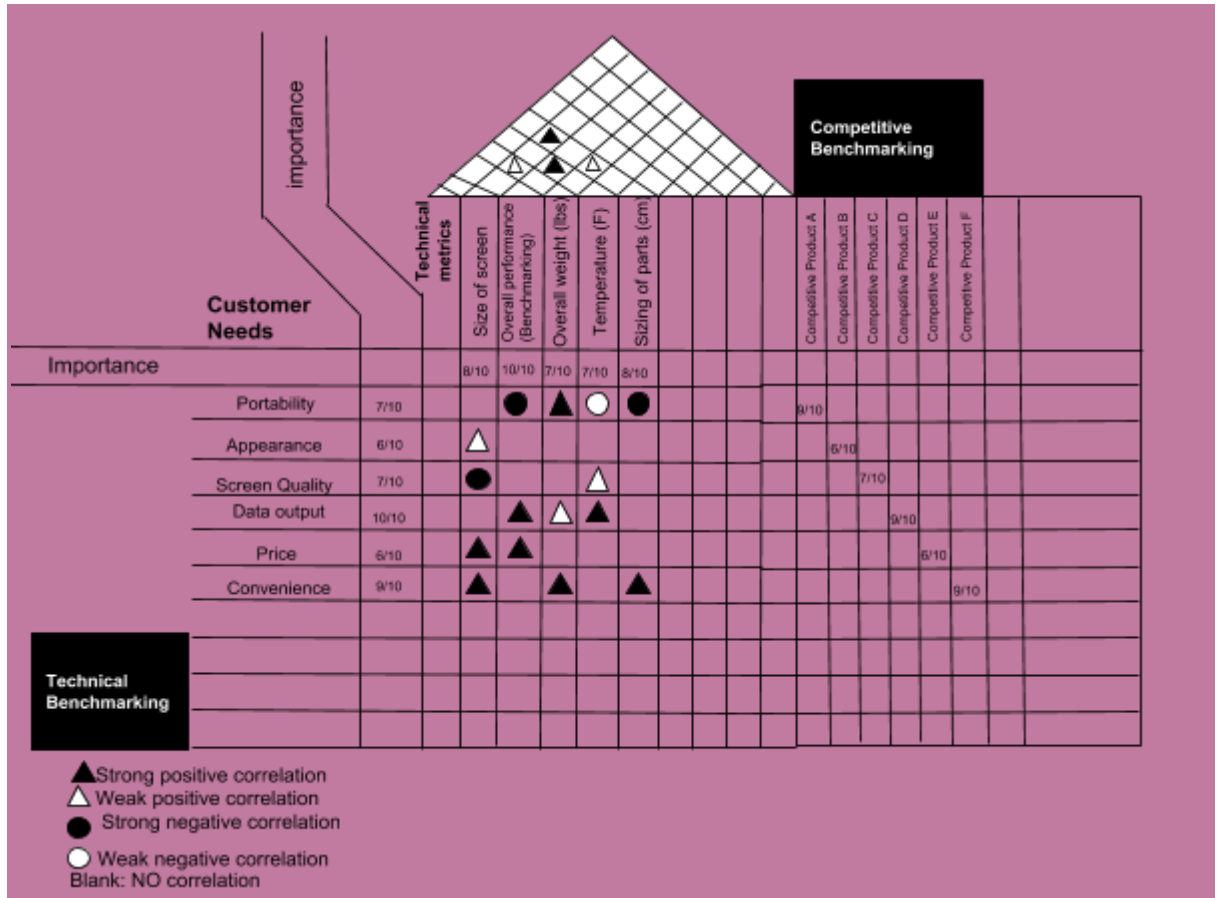 importance
Competitive
Benchmarking
Technical
metrics
Size of screen
Overall performance
(Benchmarking)
Overall weight (lbs)
Temperature (F)
Sizing of parts (cm)
Competitive Product A
Competitive Product B
Competitive Product C
Competitive Product D
Competitive Product E
Competitive Product F
Customer
Needs
Importance
8/10 10/10 7/10 7/10 8/10
Portability 7/10 9/10
Appearance 6/10 6/10
Screen Quality 7/10 7/10
Data output 10/10 9/10
Price 6/10 6/10
Convenience 9/10 9/10
Technical
Benchmarking
Strong positive correlation
Weak positive correlation
Strong negative correlation
Weak negative correlation
Blank: NO correlation